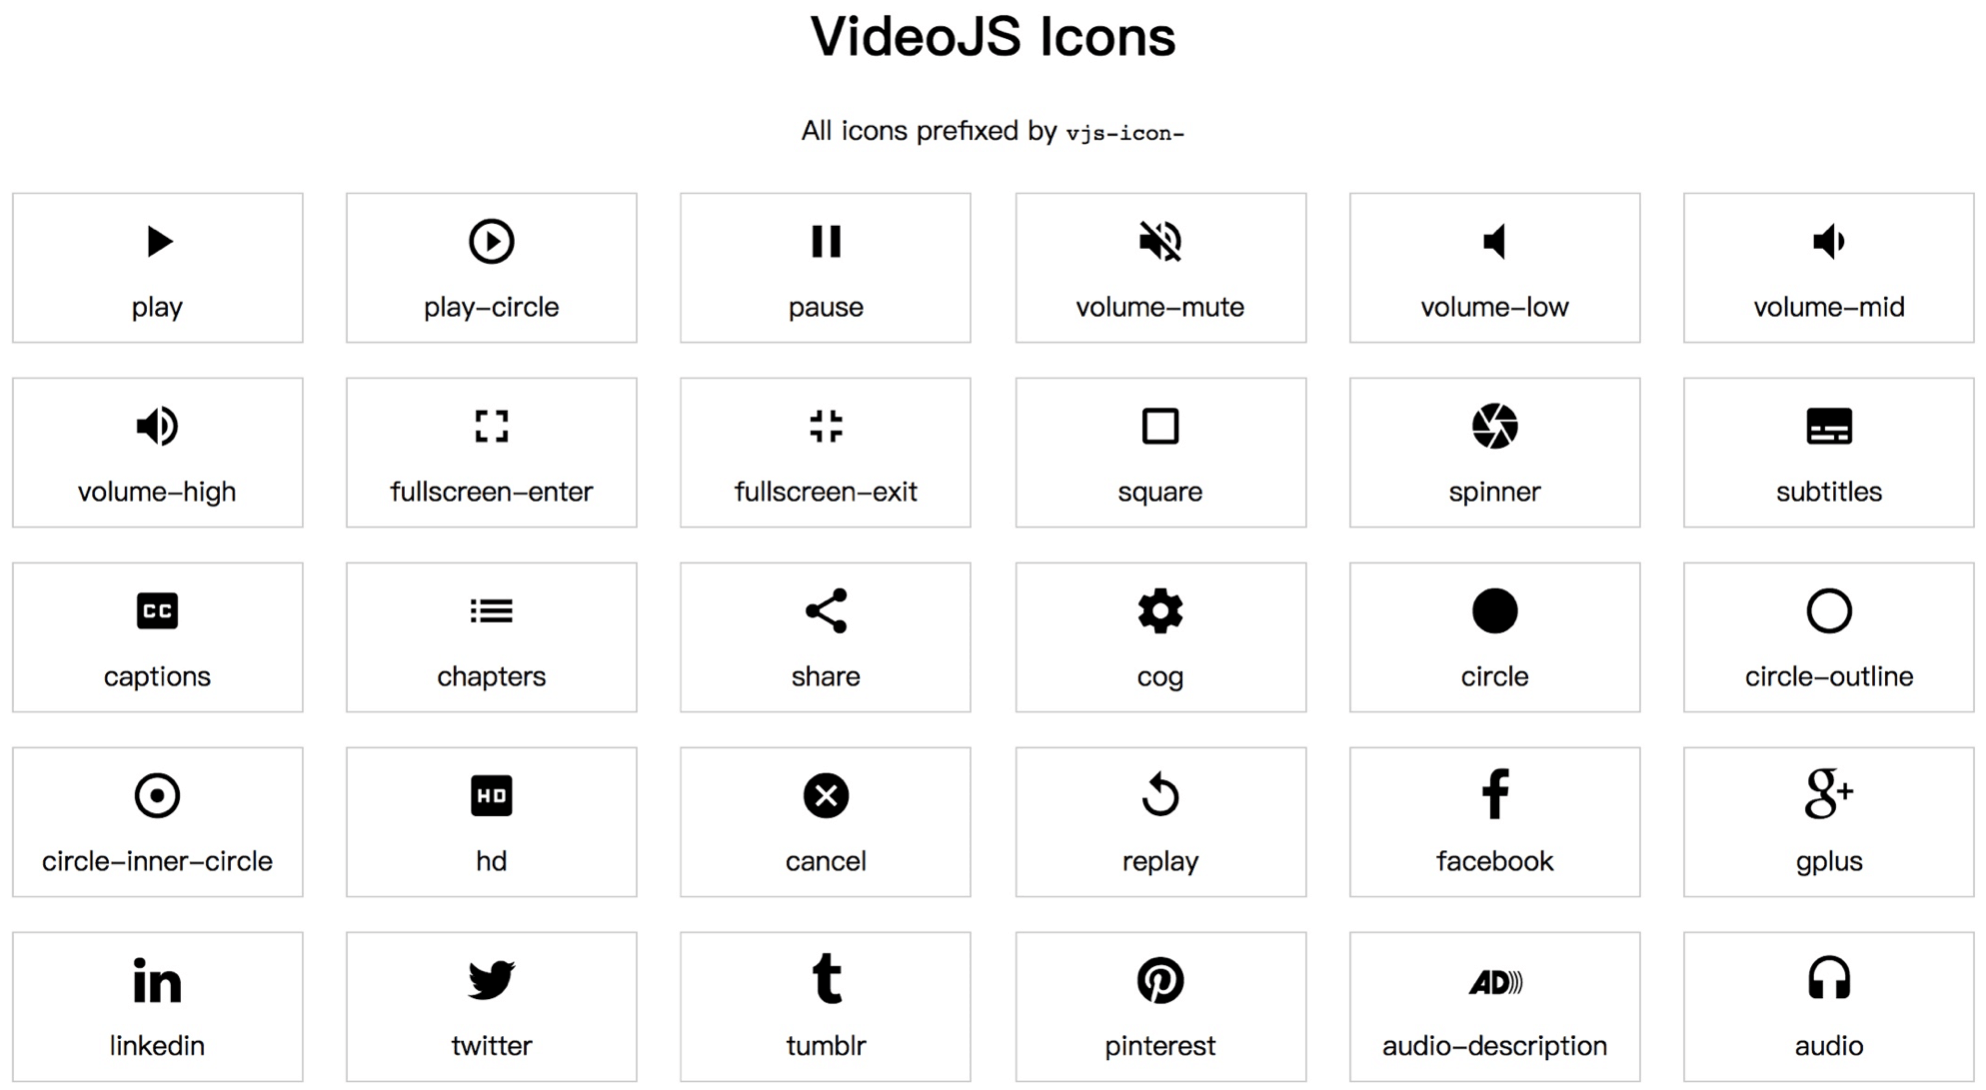 VideoJS Icons
All icons prefixed by vjs-icon-
play
play-circle
pause
volume-mute
volume-low
volume-mid
volume-high
fullscreen-enter
fullscreen-exit
square
spinner
subtitles
CC
captions
chapters
share
cog
circle
circle-outline
circle-inner-circle
HD
hd
cancel
replay
f
facebook
g+
gplus
in
linkedin
twitter
t
tumblr
pinterest
AD
audio-description
audio